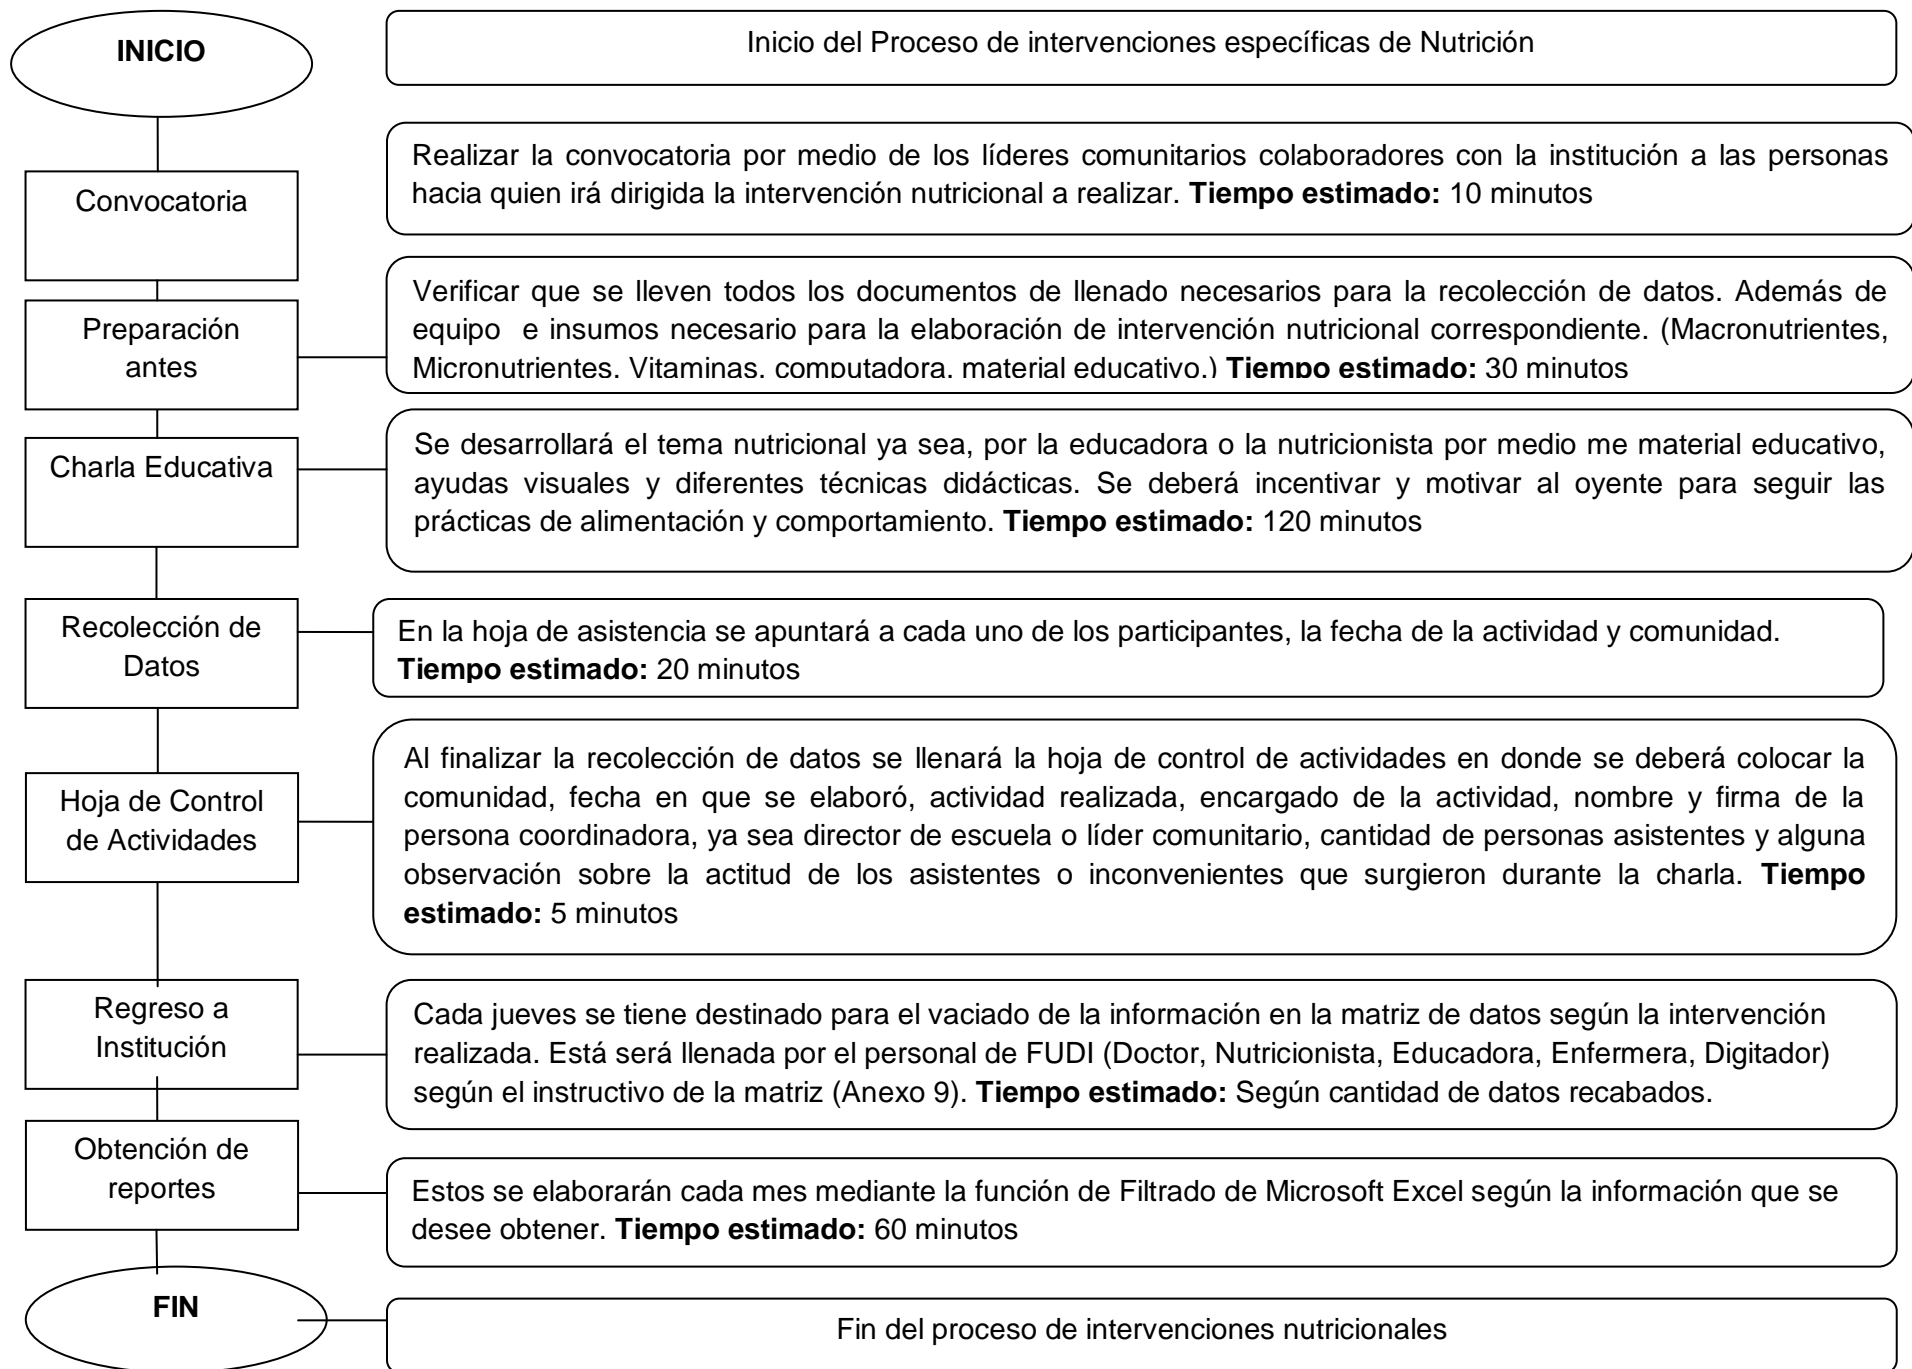 INICIO
Inicio del Proceso de intervenciones específicas de Nutrición
Convocatoria
Realizar la convocatoria por medio de los líderes comunitarios colaboradores con la institución a las personas
hacia quien irá dirigida la intervención nutricional a realizar. Tiempo estimado: 10 minutos
Preparación
antes
Verificar que se lleven todos los documentos de llenado necesarios para la recolección de datos. Además de
equipo e insumos necesario para la elaboración de intervención nutricional correspondiente. (Macronutrientes,
Micronutrientes. Vitaminas. computadora. material educativo.) Tiempo estimado: 30 minutos
Charla Educativa
Se desarrollará el tema nutricional ya sea, por la educadora o la nutricionista por medio me material educativo,
ayudas visuales y diferentes técnicas didácticas. Se deberá incentivar y motivar al oyente para seguir las
prácticas de alimentación y comportamiento. Tiempo estimado: 120 minutos
Recolección de
Datos
En la hoja de asistencia se apuntará a cada uno de los participantes, la fecha de la actividad y comunidad.
Tiempo estimado: 20 minutos
Hoja de Control
de Actividades
Al finalizar la recolección de datos se llenará la hoja de control de actividades en donde se deberá colocar la
comunidad, fecha en que se elaboró, actividad realizada, encargado de la actividad, nombre y firma de la
persona coordinadora, ya sea director de escuela o líder comunitario, cantidad de personas asistentes y alguna
observación sobre la actitud de los asistentes o inconvenientes que surgieron durante la charla. Tiempo
estimado: 5 minutos
Regreso a
Institución
Cada jueves se tiene destinado para el vaciado de la información en la matriz de datos según la intervención
realizada. Está será llenada por el personal de FUDI (Doctor, Nutricionista, Educadora, Enfermera, Digitador)
según el instructivo de la matriz (Anexo 9). Tiempo estimado: Según cantidad de datos recabados.
Obtención de
reportes
Estos se elaborarán cada mes mediante la función de Filtrado de Microsoft Excel según la información que se
desee obtener. Tiempo estimado: 60 minutos
FIN
Fin del proceso de intervenciones nutricionales